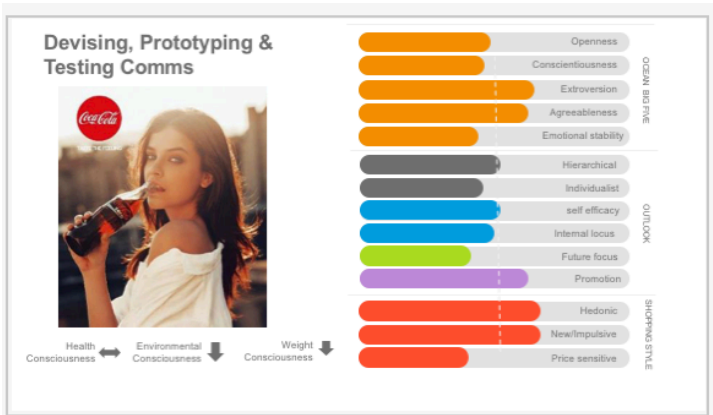 Devising, Prototyping &
Testing Comms
Coca-Cola
Health
Consciousness
Environmental
Consciousness
Weight
Consciousness
Openness
Conscientiousness
Extroversion
Agreeableness
Emotional stability
OCEAN BIG FIVE
Hierarchical
Individualist
self efficacy
Internal locus
Future focus
Promotion
OUTLOOK
Hedonic
New/Impulsive
Price sensitive
SHOPPING STYLE